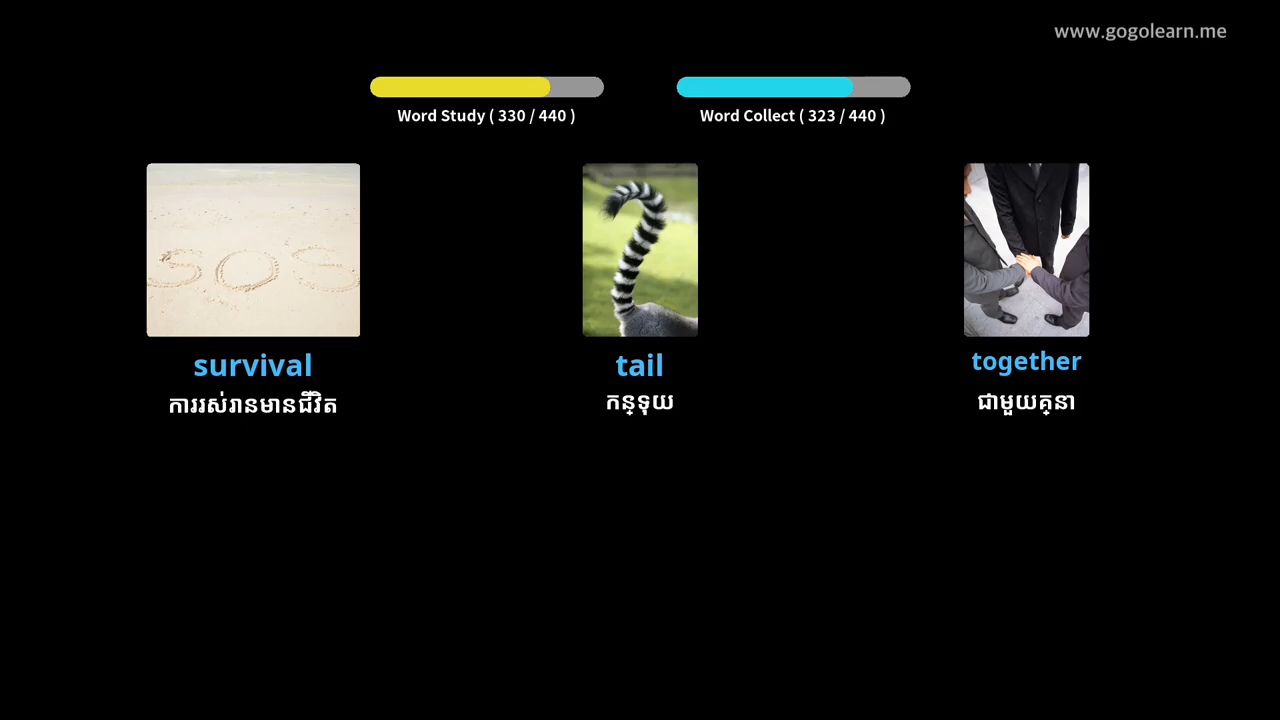 www.gogolearn.me
Word Study ( 330 / 440 )
Word Collect ( 323 / 440 )
SOS
survival
tail
together
ការរស់រានមានជីវិត
កន្ទុយ
ជាមួយគ្នា